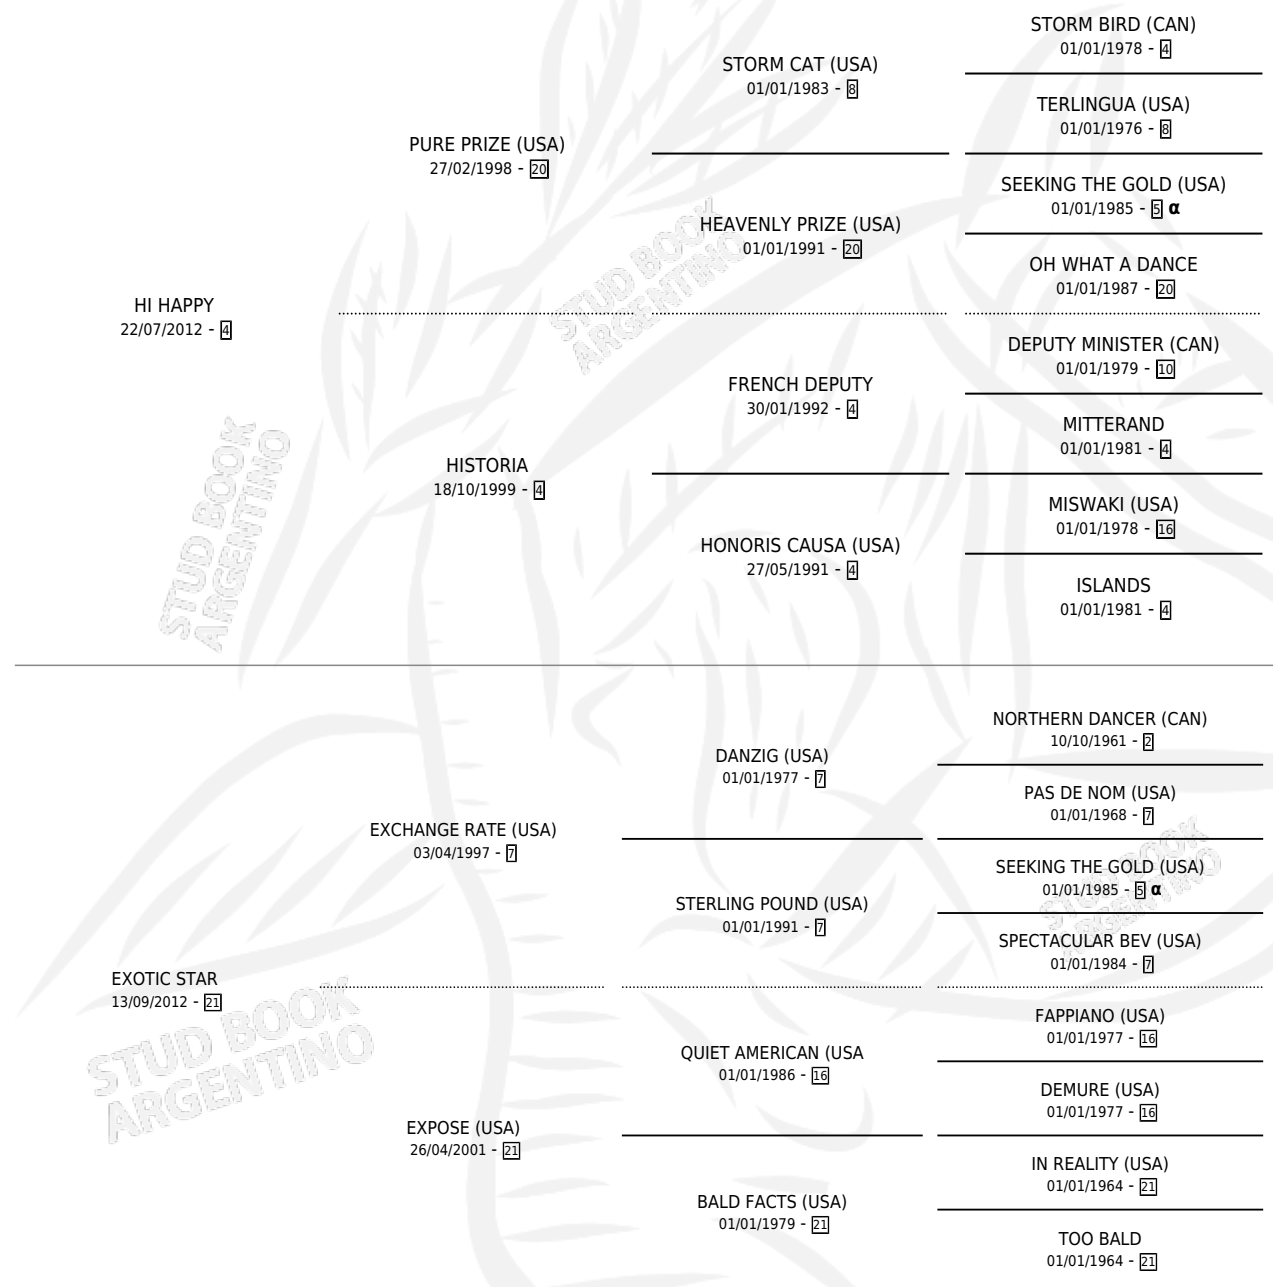 STORM BIRD (CAN)
01/01/1978 - 4
STORM CAT (USA)
01/01/1983 - 8
TERLINGUA (USA)
01/01/1976 - 8
PURE PRIZE (USA)
27/02/1998 - 20
SEEKING THE GOLD (USA)
01/01/1985 - 5 α
HEAVENLY PRIZE (USA)
01/01/1991 - 20
OH WHAT A DANCE
01/01/1987 - 20
HI HAPPY
22/07/2012 - 4
DEPUTY MINISTER (CAN)
01/01/1979 - 10
FRENCH DEPUTY
30/01/1992 - 4
MITTERAND
01/01/1981 - 4
HISTORIA
18/10/1999 - 4
MISWAKI (USA)
01/01/1978 - 16
HONORIS CAUSA (USA)
27/05/1991 - 4
ISLANDS
01/01/1981 - 4
STUD BOOK
ARGENTINO
STUD BOOK
ARGENTINO
NORTHERN DANCER (CAN)
10/10/1961 - 2
DANZIG (USA)
01/01/1977 - 7
PAS DE NOM (USA)
01/01/1968 - 7
EXCHANGE RATE (USA)
03/04/1997 - 7
SEEKING THE GOLD (USA)
01/01/1985 - 5 α
STERLING POUND (USA)
01/01/1991 - 7
SPECTACULAR BEV (USA)
01/01/1984 - 7
EXOTIC STAR
13/09/2012 - 21
FAPPIANO (USA)
01/01/1977 - 16
QUIET AMERICAN (USA
01/01/1986 - 16
DEMURE (USA)
01/01/1977 - 16
EXPOSE (USA)
26/04/2001 - 21
IN REALITY (USA)
01/01/1964 - 21
BALD FACTS (USA)
01/01/1979 - 21
TOO BALD
01/01/1964 - 21
STUD BOOK
ARGENTINO
STUD BOOK
ARGENTINO